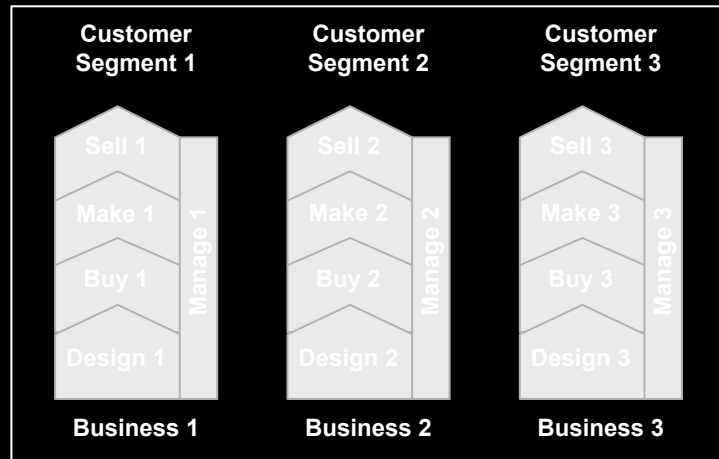 Customer
Segment 1
Customer
Segment 2
Customer
Segment 3
Sell 1
Make 1
Buy 1
Design 1
Manage 1
Sell 2
Make 2
Buy 2
Design 2
Manage 2
Sell 3
Make 3
Buy 3
Design 3
Manage 3
Business 1
Business 2
Business 3